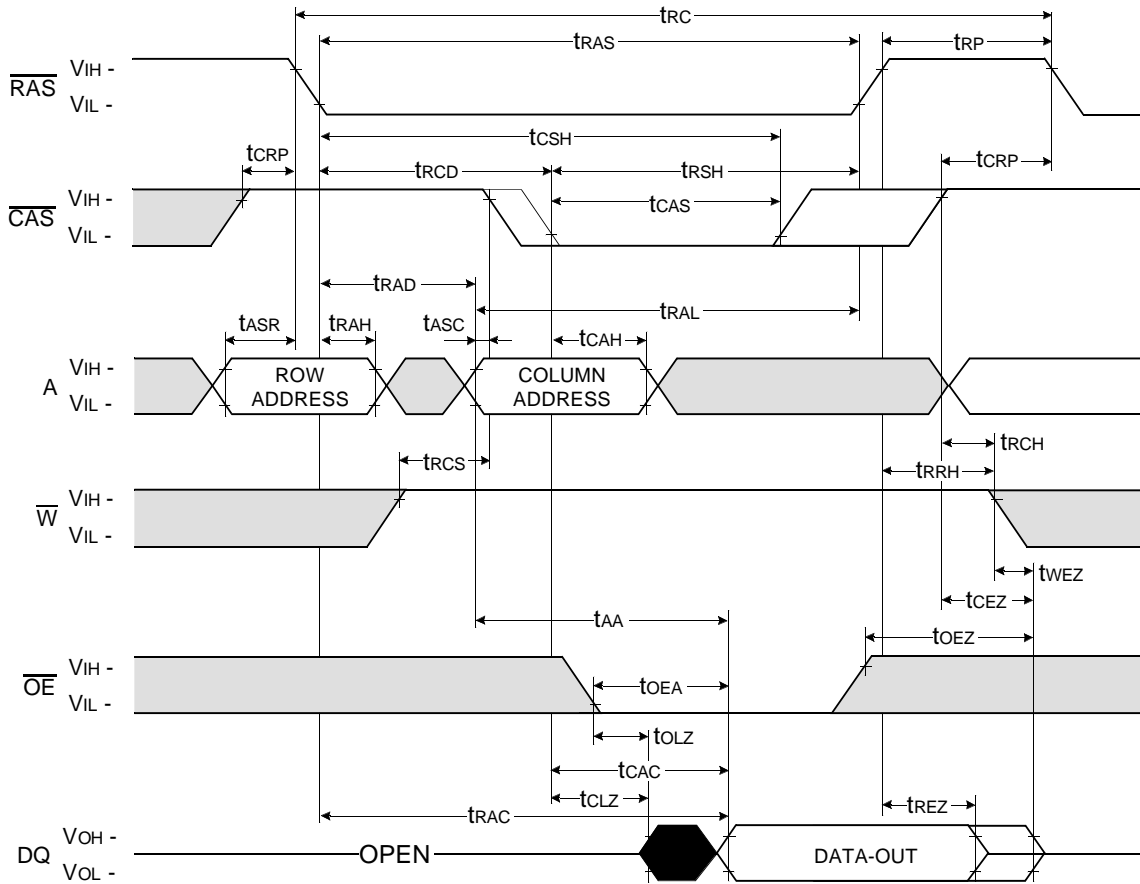 tRC
tRAS
tRP
RAS
VIH -
VIL -
tCSH
tCRP
tRCD
tRSH
tCRP
CAS
VIH -
VIL -
tCAS
tRAD
tRAL
tASR
tRAH
tASC
tCAH
A
VIH -
VIL -
ROW
ADDRESS
COLUMN
ADDRESS
tRCS
tRCH
tRRH
W
VIH -
VIL -
tWEZ
tCEZ
tAA
tOEZ
OE
VIH -
VIL -
tOEA
tOLZ
tCAC
tCLZ
tREZ
tRAC
DQ
VOH -
VOL -
OPEN
DATA-OUT